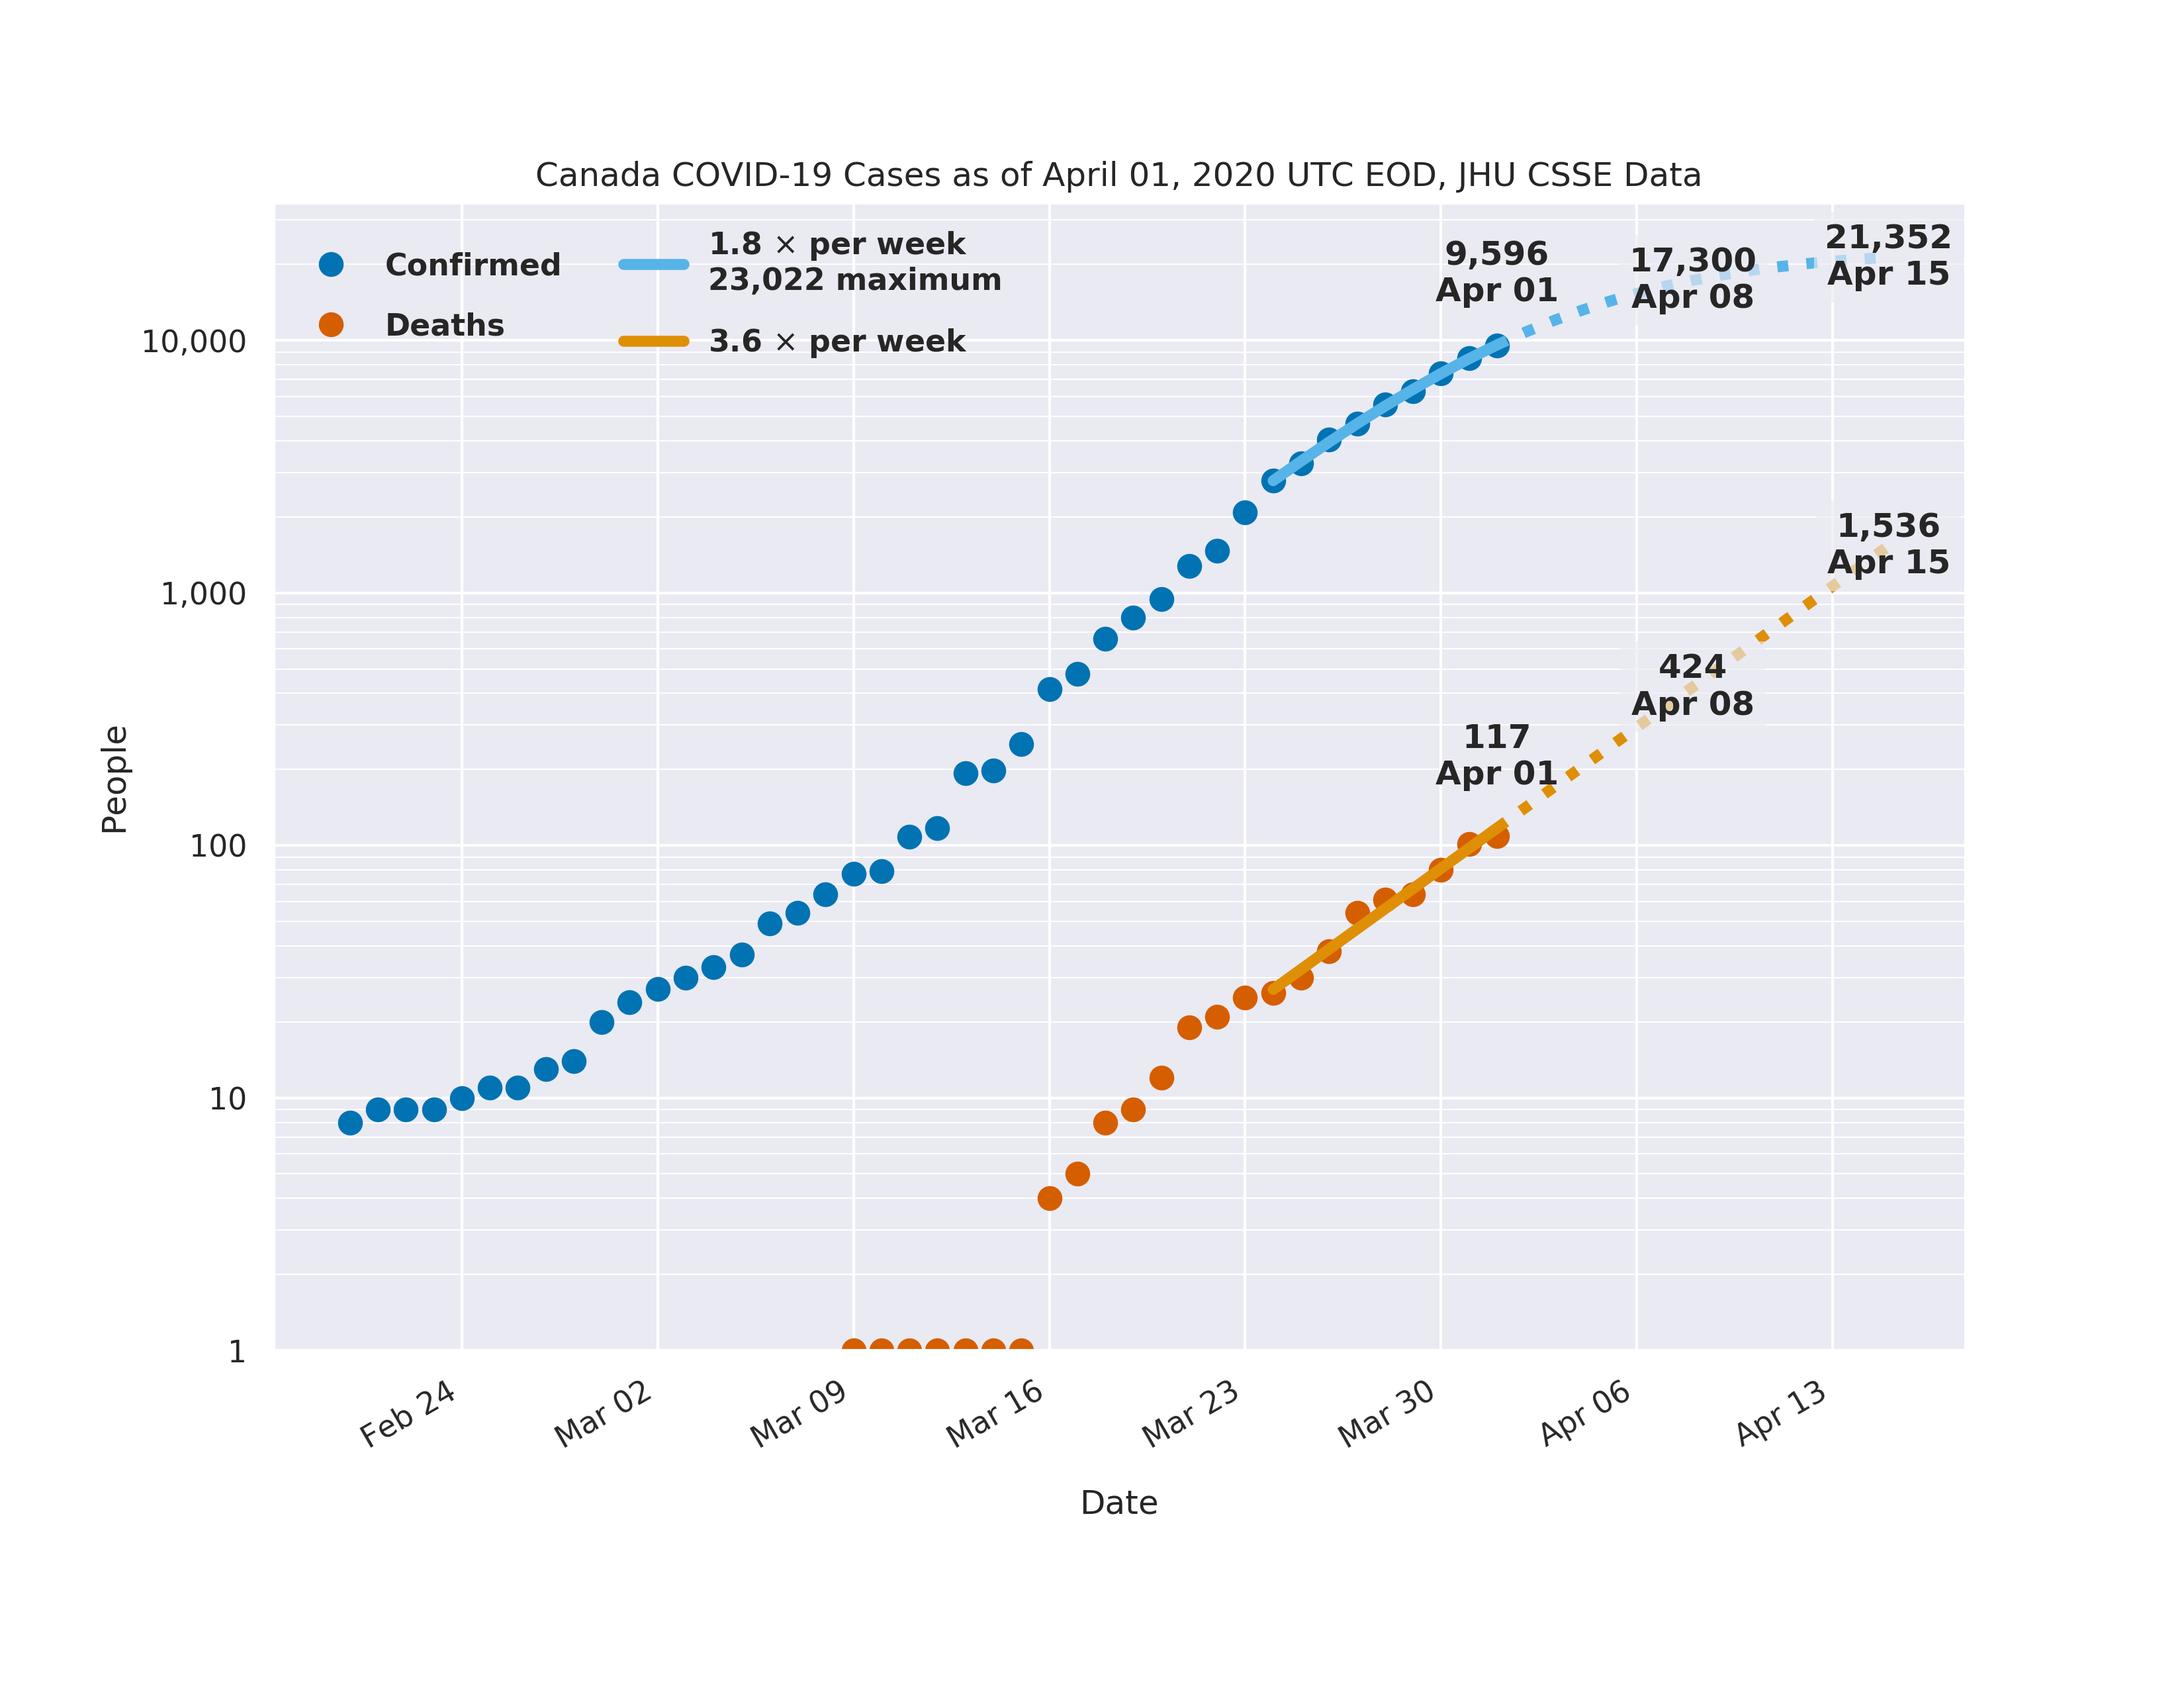 Canada COVID-19 Cases as of April 01, 2020 UTC EOD, JHU CSSE Data
Confirmed
Deaths
1.8 × per week
23,022 maximum
3.6 × per week
9,596
Apr 01
17,300
Apr 08
21,352
Apr 15
1,536
Apr 15
424
Apr 08
117
Apr 01
People
10,000
1,000
100
10
1
Feb 24
Mar 02
Mar 09
Mar 16
Mar 23
Mar 30
Apr 06
Apr 13
Date